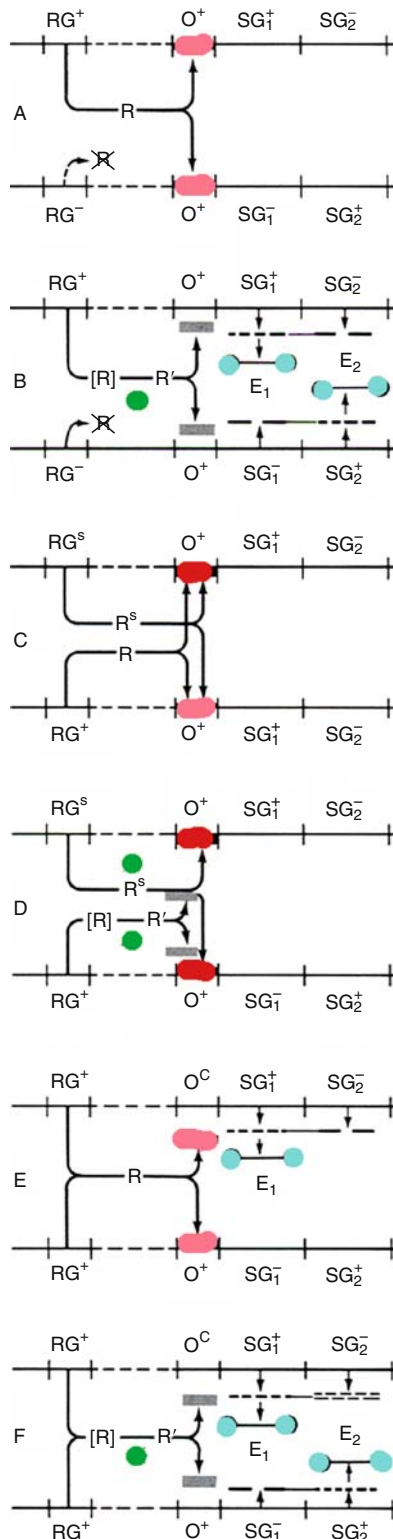 RG⁺ O⁺ SG₁⁺ SG₂⁻
A R
R
RG⁻ O⁺ SG₁⁻ SG₂⁺
RG⁺ O⁺ SG₁⁺ SG₂⁻
B [R] R′ E₁ E₂
R
RG⁻ O⁺ SG₁⁻ SG₂⁺
RGˢ O⁺ SG₁⁺ SG₂⁻
Rˢ
C R
RG⁺ O⁺ SG₁⁻ SG₂⁺
RGˢ O⁺ SG₁⁺ SG₂⁻
Rˢ
D [R] R′
RG⁺ O⁺ SG₁⁻ SG₂⁺
RG⁺ Oᶜ SG₁⁺ SG₂⁻
E R E₁
RG⁺ O⁺ SG₁⁻ SG₂⁺
RG⁺ Oᶜ SG₁⁺ SG₂⁻
F [R] R′ E₁ E₂
RG⁺ O⁺ SG₁⁻ SG₂⁺